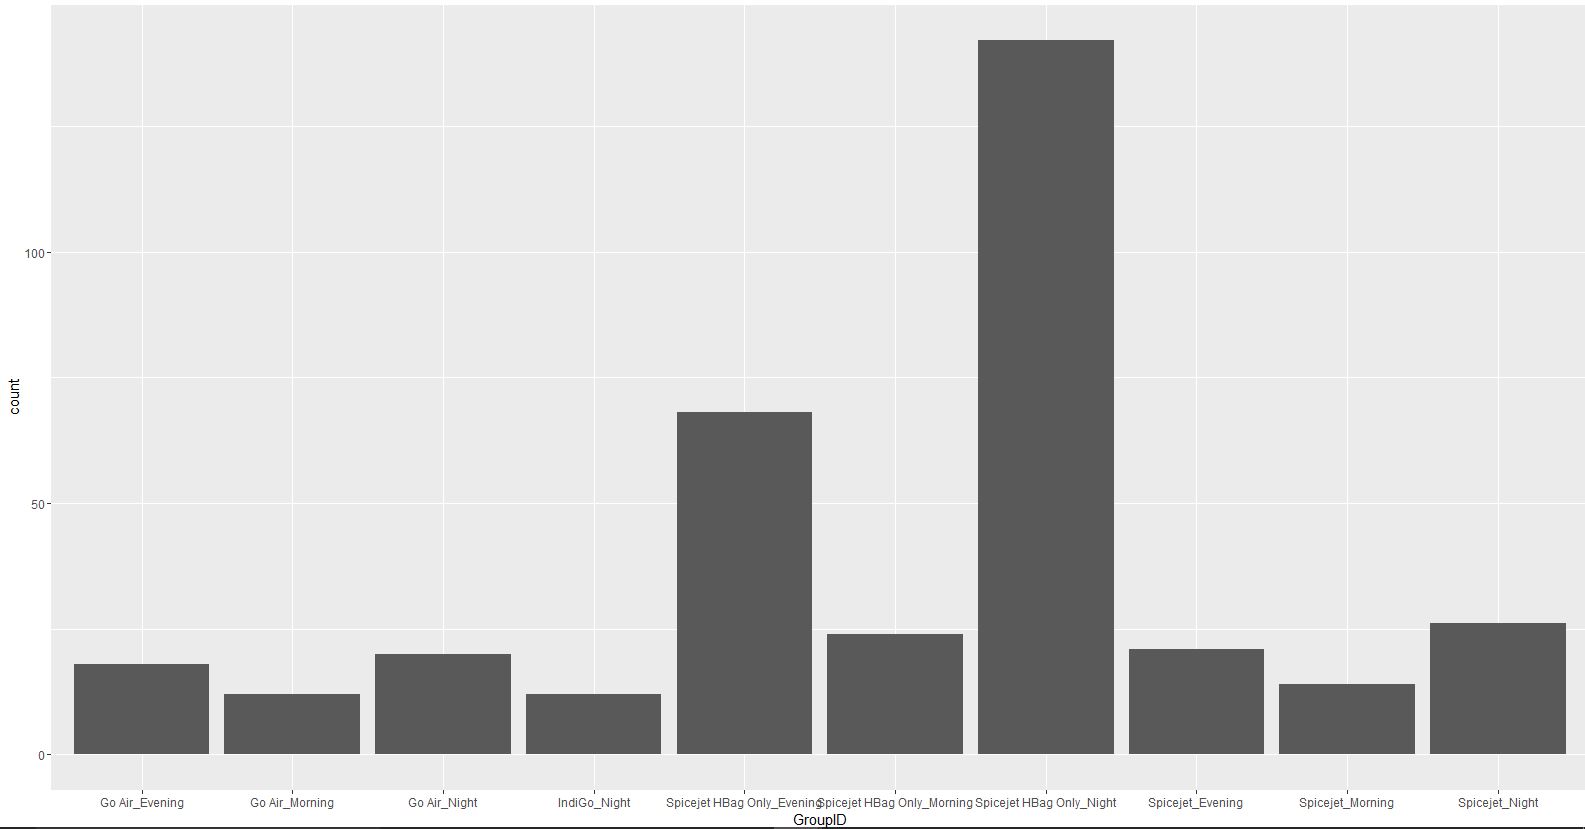 count
100
50
0
Go Air_Evening
Go Air_Morning
Go Air_Night
IndiGo_Night
Spicejet HBag Only_Evening
Spicejet HBag Only_Morning
Spicejet HBag Only_Night
Spicejet_Evening
Spicejet_Morning
Spicejet_Night
GroupID